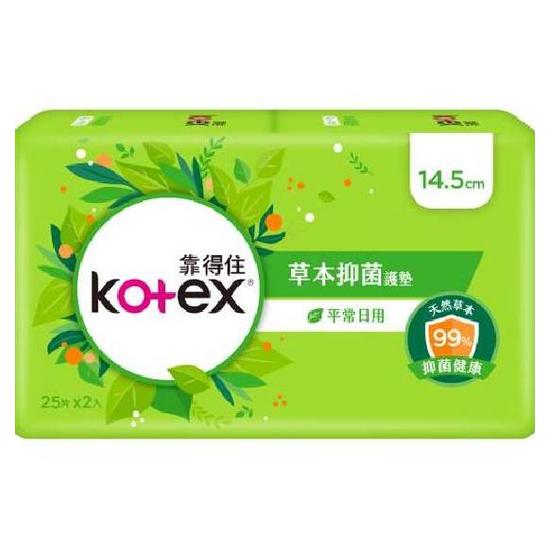 14.5cm
靠得住
kotex®
草本抑菌護墊
平常日用
天然草本
99%
抑菌健康
25片x2入